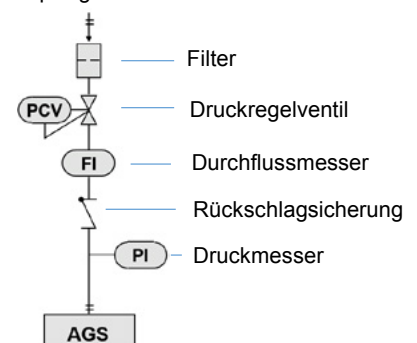 Filter
PCV Druckregelventil
FI Durchflussmesser
Rückschlagsicherung
PI Druckmesser
AGS